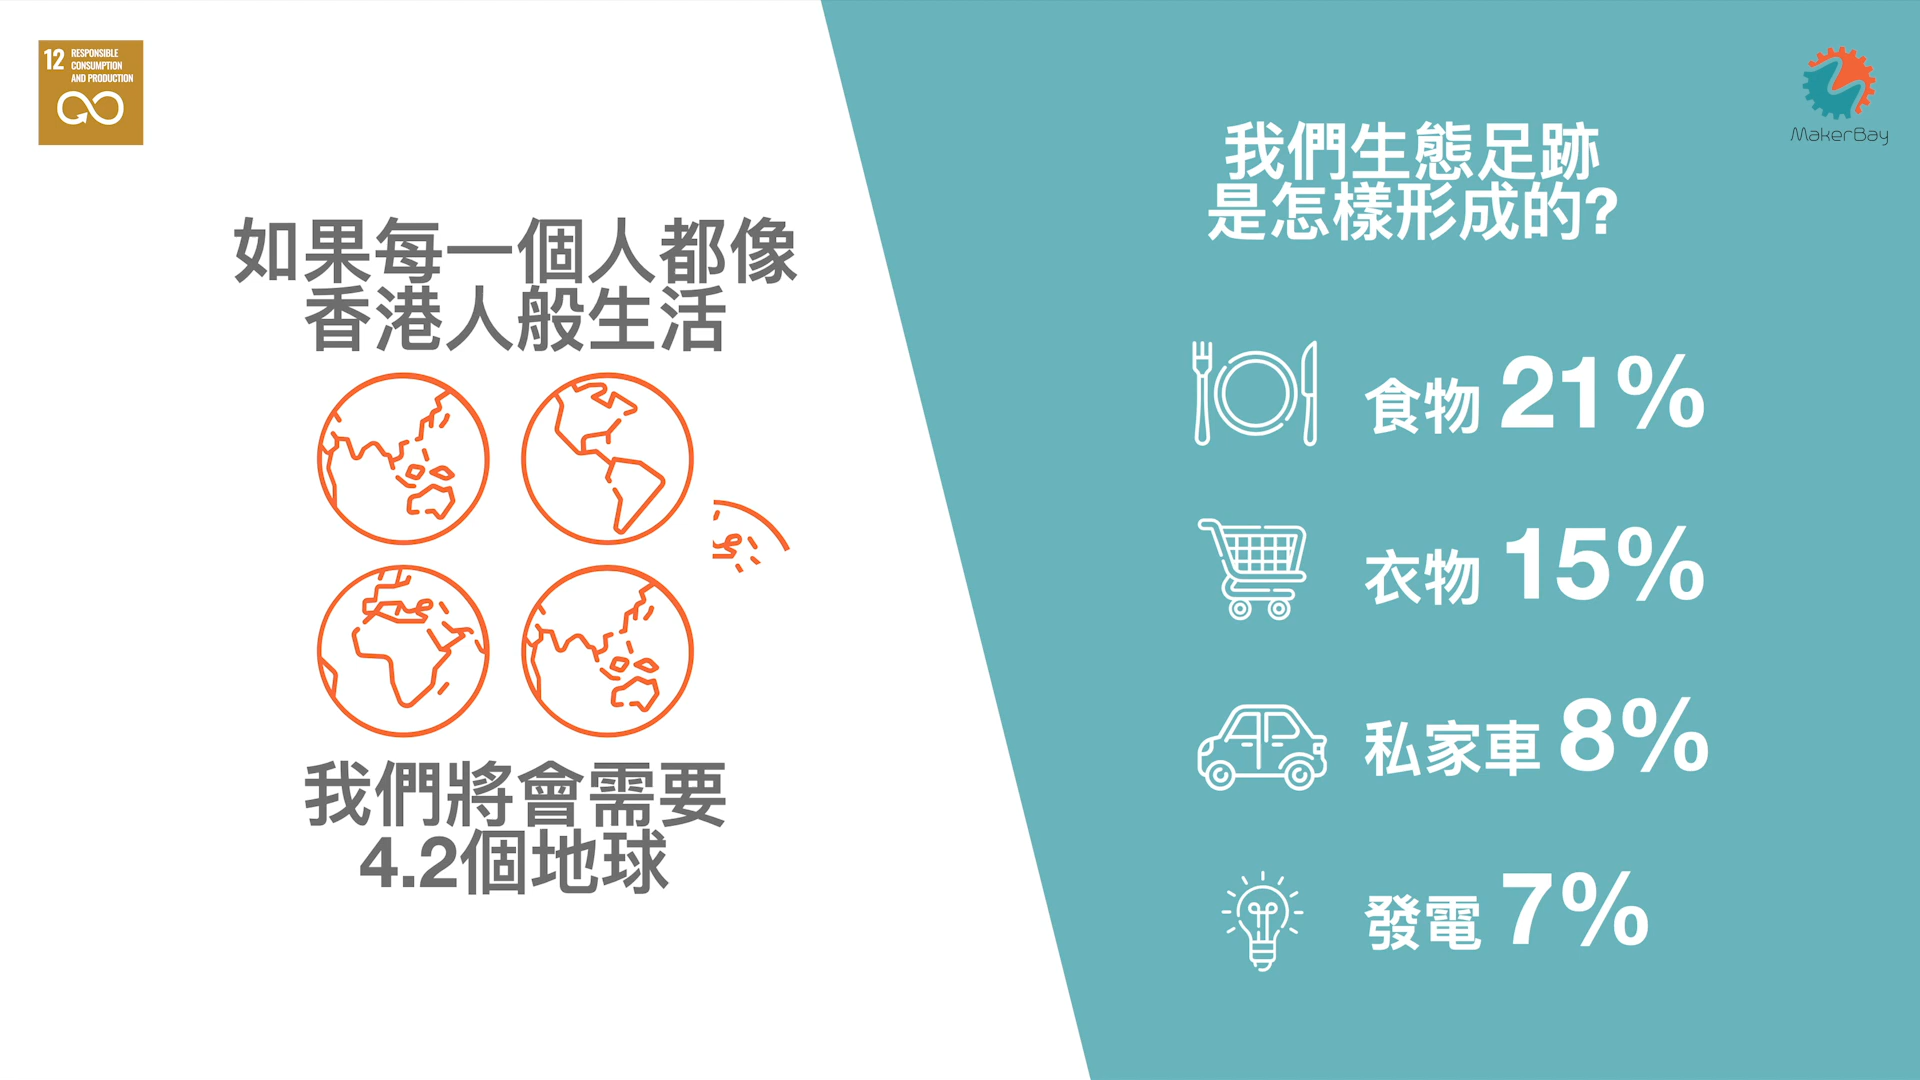 12 RESPONSIBLE
CONSUMPTION
AND PRODUCTION
如果每一個人都像
香港人般生活
我們將會需要
4.2個地球
MakerBay
我們生態足跡
是怎樣形成的?
食物 21%
衣物 15%
私家車 8%
發電 7%